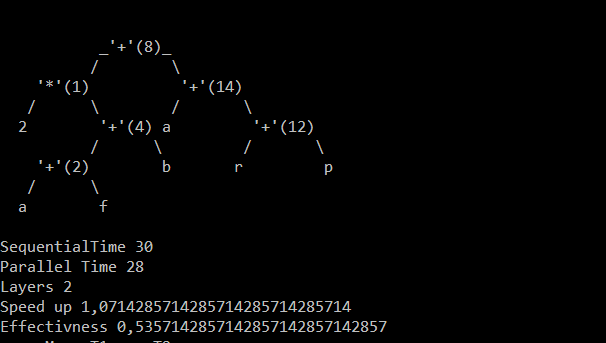 _'+'(8)_
/ \
'*'(1) '+'(14)
/ \ / \
2 '+'(4) a '+'(12)
/ \ / \
'+'(2) b r p
/ \
a f
SequentialTime 30
Parallel Time 28
Layers 2
Speed up 1,0714285714285714285714285714
Effectivness 0,5357142857142857142857142857